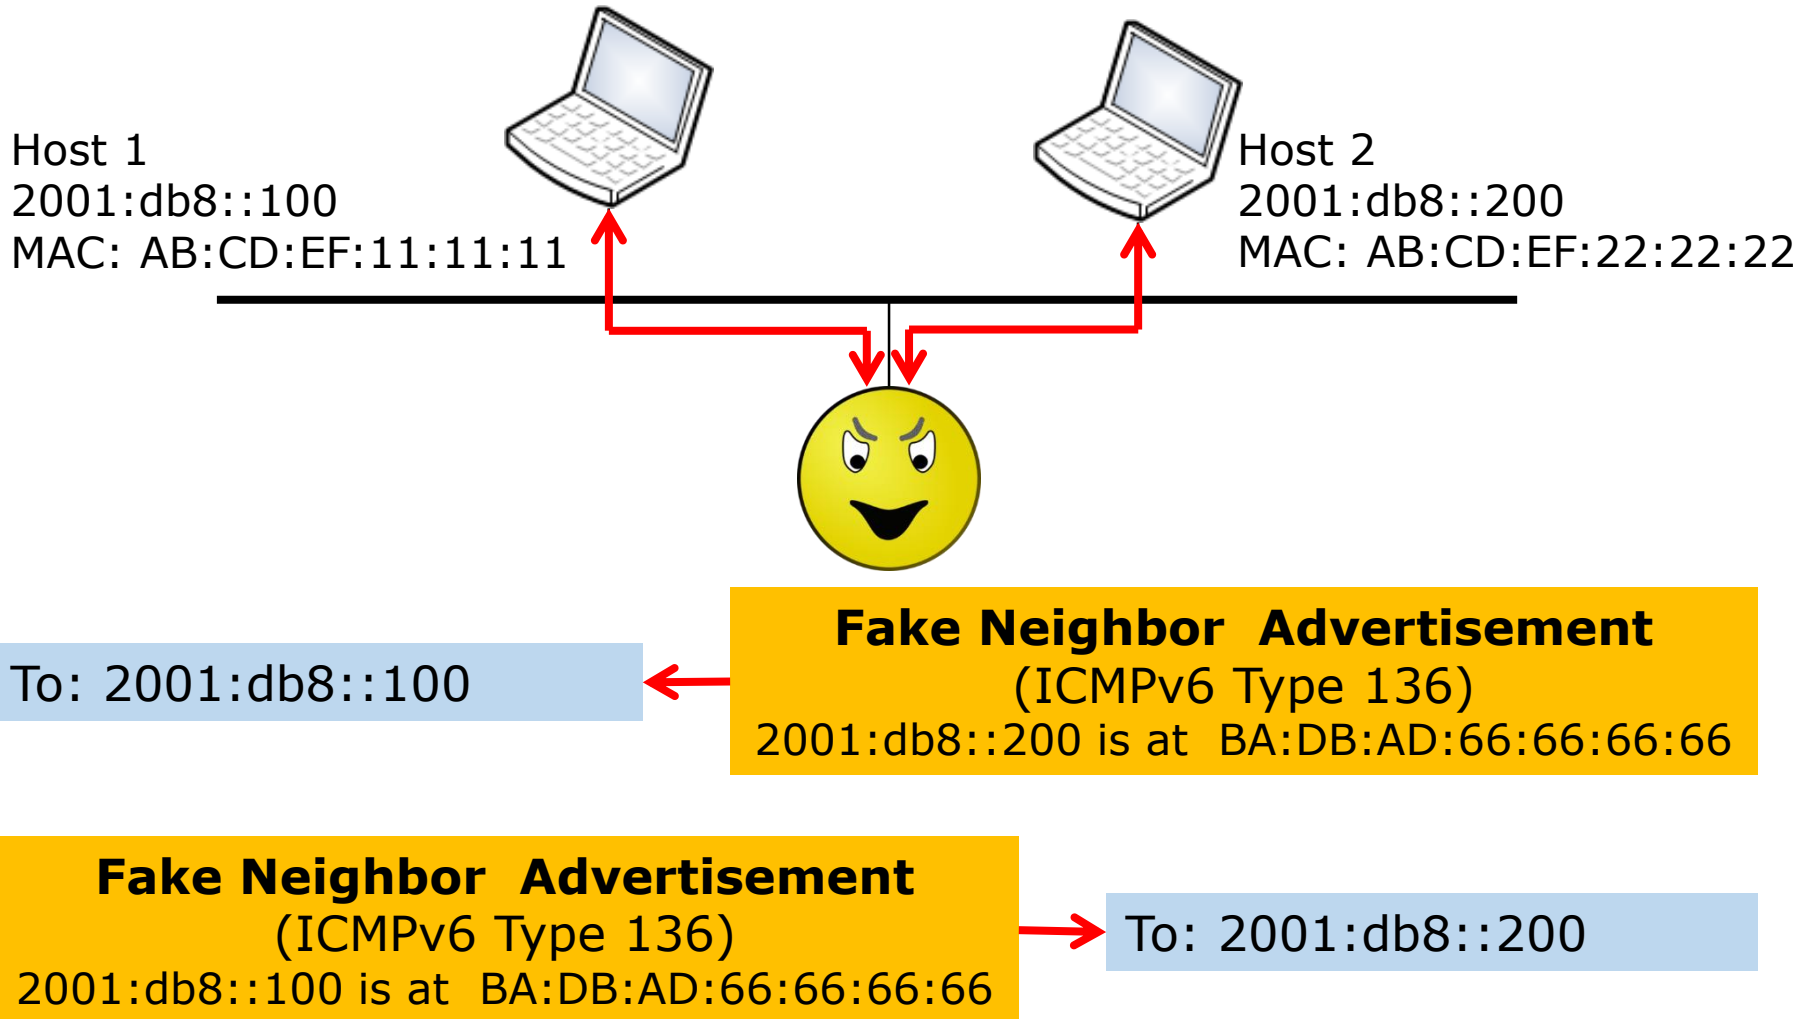 Host 1
2001:db8::100
MAC: AB:CD:EF:11:11:11
Host 2
2001:db8::200
MAC: AB:CD:EF:22:22:22
To: 2001:db8::100
Fake Neighbor  Advertisement
(ICMPv6 Type 136)
2001:db8::200 is at  BA:DB:AD:66:66:66:66
Fake Neighbor  Advertisement
(ICMPv6 Type 136)
2001:db8::100 is at  BA:DB:AD:66:66:66:66
To: 2001:db8::200